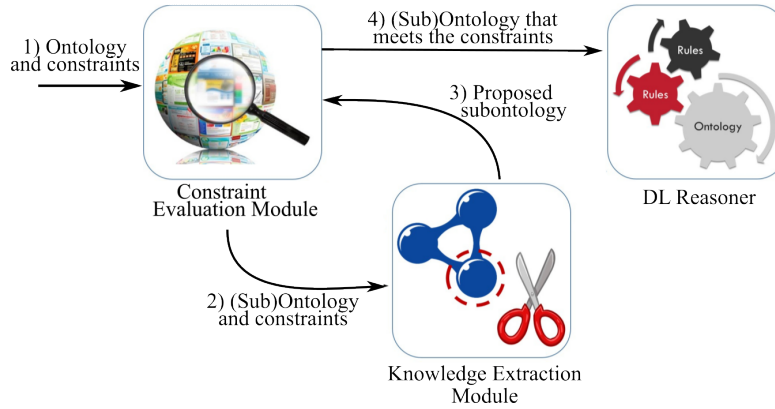 1) Ontology
and constraints
4) (Sub)Ontology that
meets the constraints
Rules
Rules
Ontology
3) Proposed
subontology
Constraint
Evaluation Module
DL Reasoner
2) (Sub)Ontology
and constraints
Knowledge Extraction
Module